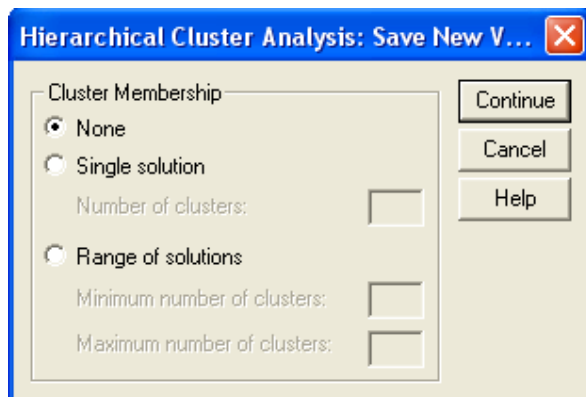 Hierarchical Cluster Analysis: Save New V...
Cluster Membership
None
Single solution
Number of clusters:
Range of solutions
Minimum number of clusters:
Maximum number of clusters:
Continue
Cancel
Help